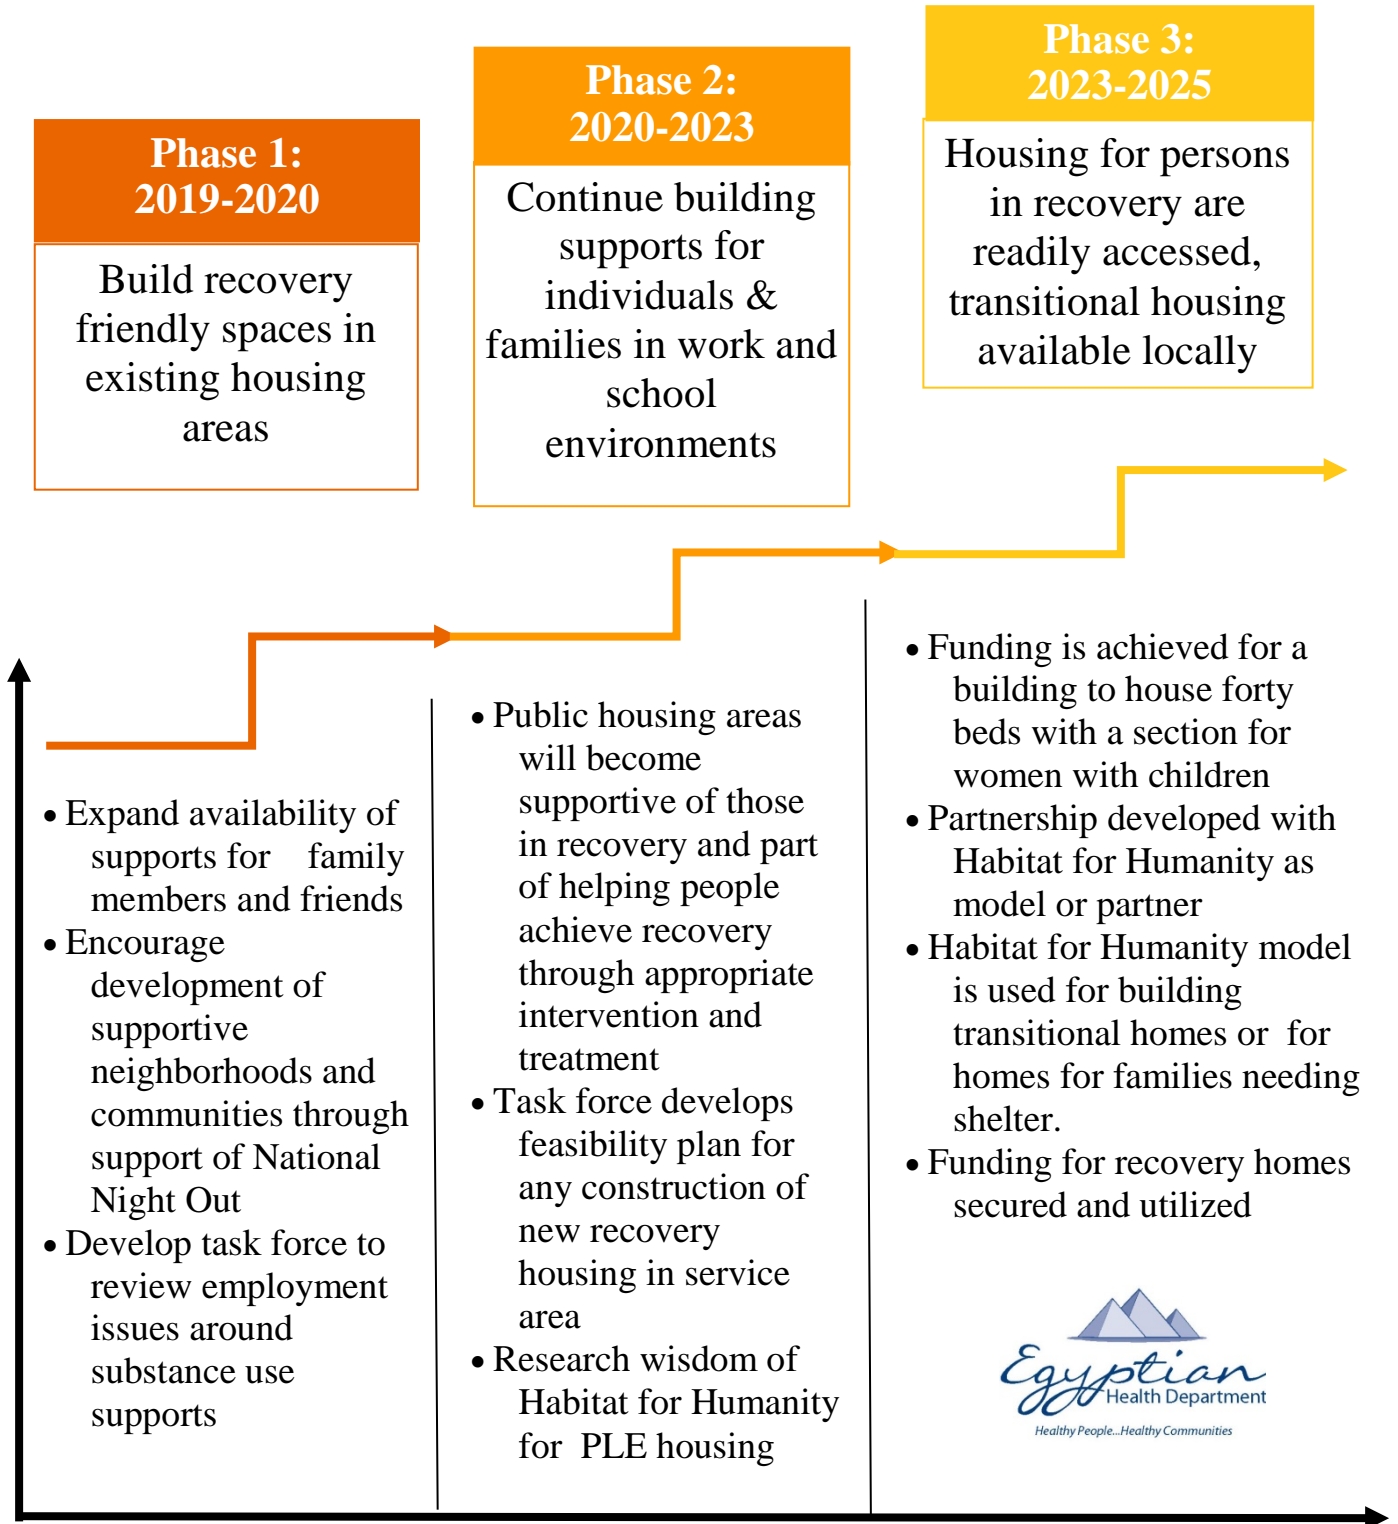 Phase 1:
2019-2020
Build recovery
friendly spaces in
existing housing
areas
Phase 2:
2020-2023
Continue building
supports for
individuals &
families in work and
school
environments
Phase 3:
2023-2025
Housing for persons
in recovery are
readily accessed,
transitional housing
available locally
• Expand availability of
supports for family
members and friends
• Encourage
development of
supportive
neighborhoods and
communities through
support of National
Night Out
• Develop task force to
review employment
issues around
substance use
supports
• Public housing areas
will become
supportive of those
in recovery and part
of helping people
achieve recovery
through appropriate
intervention and
treatment
• Task force develops
feasibility plan for
any construction of
new recovery
housing in service
area
• Research wisdom of
Habitat for Humanity
for PLE housing
• Funding is achieved for a
building to house forty
beds with a section for
women with children
• Partnership developed with
Habitat for Humanity as
model or partner
• Habitat for Humanity model
is used for building
transitional homes or for
homes for families needing
shelter.
• Funding for recovery homes
secured and utilized
Egyptian
Health Department
Healthy People...Healthy Communities